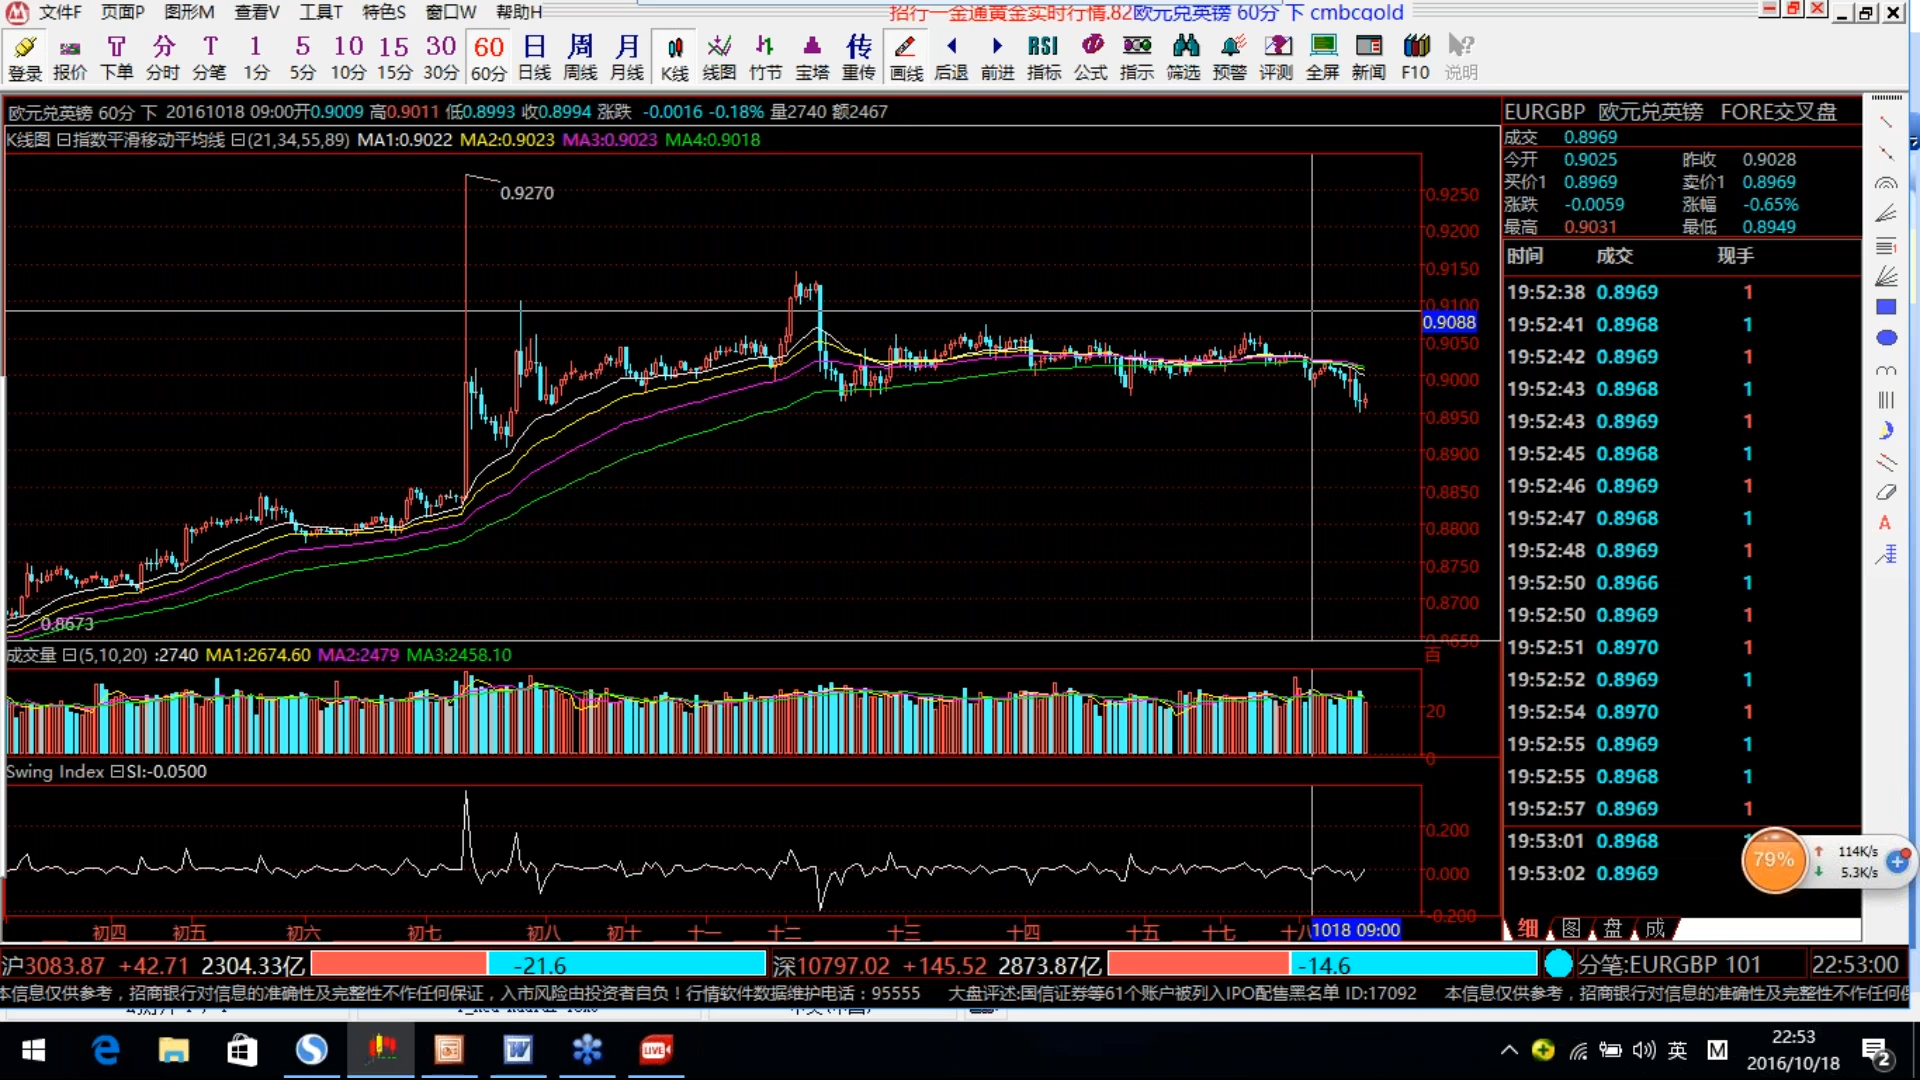 文件F 页面P 图形M 查看V 工具T 特色S 窗口W 帮助H
招行一金通黄金实时行情.82欧元兑英镑 60分 下 cmbcgold
T 分 T 1 5 10 15 30 60 日 周 月 传 RSI
登录 报价 下单 分时 分笔 1分 5分 10分 15分 30分 60分 日线 周线 月线 K线 线图 竹节 宝塔 重传 画线 后退 前进 指标 公式 指示 筛选 预警 评测 全屏 新闻 F10 说明
欧元兑英镑 60分 下 20161018 09:00开0.9009 高0.9011 低0.8993 收0.8994 涨跌 -0.0016 -0.18% 量2740 额2467
K线图 指数平滑移动平均线 (21,34,55,89) MA1:0.9022 MA2:0.9023 MA3:0.9023 MA4:0.9018
0.9270
0.8673
0.9250
0.9200
0.9150
0.9100
0.9088
0.9050
0.9000
0.8950
0.8900
0.8850
0.8800
0.8750
0.8700
0.8650
成交量 (5,10,20) :2740 MA1:2674.60 MA2:2479 MA3:2458.10
百
20
0
Swing Index SI:-0.0500
0.200
0.000
-0.200
初四 初五 初六 初七 初八 初十 十一 十二 十三 十四 十五 十七 十八 1018 09:00
EURGBP 欧元兑英镑 FORE交叉盘
成交 0.8969
今开 0.9025 昨收 0.9028
买价1 0.8969 卖价1 0.8969
涨跌 -0.0059 涨幅 -0.65%
最高 0.9031 最低 0.8949
时间 成交 现手
19:52:38 0.8969 1
19:52:41 0.8968 1
19:52:42 0.8969 1
19:52:43 0.8968 1
19:52:43 0.8969 1
19:52:45 0.8968 1
19:52:46 0.8969 1
19:52:47 0.8968 1
19:52:48 0.8969 1
19:52:50 0.8966 1
19:52:50 0.8969 1
19:52:51 0.8970 1
19:52:52 0.8969 1
19:52:54 0.8970 1
19:52:55 0.8969 1
19:52:55 0.8968 1
19:52:57 0.8969 1
19:53:01 0.8968
19:53:02 0.8969
79% 114K/s
5.3K/s
细 图 盘 成
A
沪3083.87 +42.71 2304.33亿 -21.6 深10797.02 +145.52 2873.87亿 -14.6 分笔:EURGBP 101 22:53:00
本信息仅供参考，招商银行对信息的准确性及完整性不作任何保证，入市风险由投资者自负！行情软件数据维护电话：95555 大盘评述:国信证券等61个账户被列入IPO配售黑名单 ID:17092 本信息仅供参考，招商银行对信息的准确性及完整性不作任何保
LIVE
英 M
22:53
2016/10/18
2